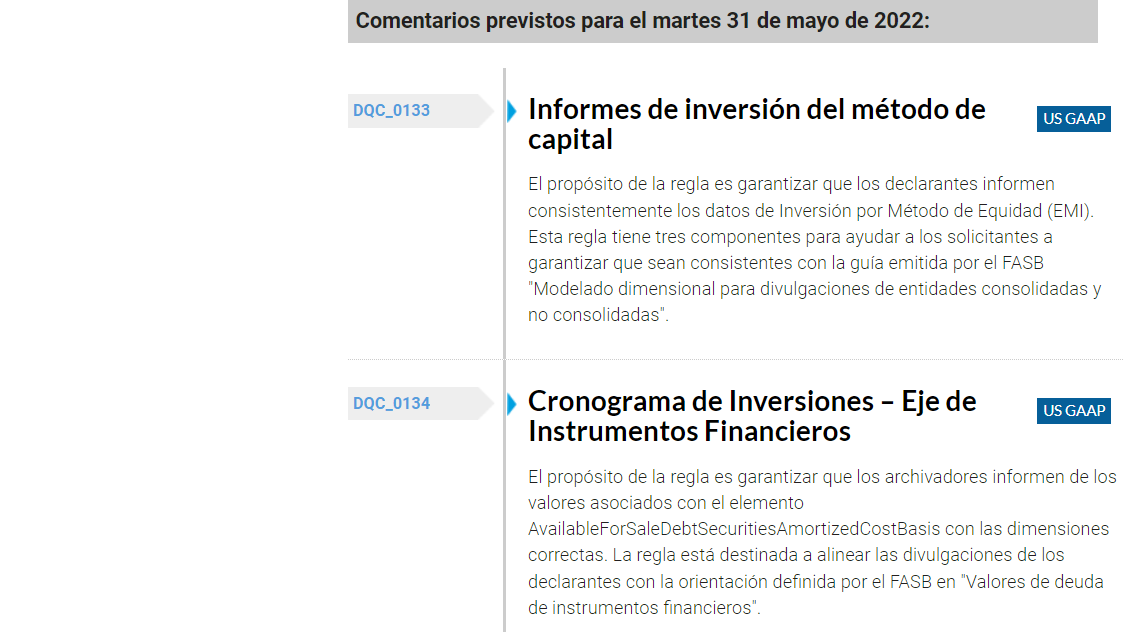 Comentarios previstos para el martes 31 de mayo de 2022:
DQC_0133
Informes de inversión del método de
capital
US GAAP
El propósito de la regla es garantizar que los declarantes informen
consistentemente los datos de Inversión por Método de Equidad (EMI).
Esta regla tiene tres componentes para ayudar a los solicitantes a
garantizar que sean consistentes con la guía emitida por el FASB
"Modelado dimensional para divulgaciones de entidades consolidadas y
no consolidadas".
DQC_0134
Cronograma de Inversiones – Eje de
Instrumentos Financieros
US GAAP
El propósito de la regla es garantizar que los archivadores informen de los
valores asociados con el elemento
AvailableForSaleDebtSecuritiesAmortizedCostBasis con las dimensiones
correctas. La regla está destinada a alinear las divulgaciones de los
declarantes con la orientación definida por el FASB en "Valores de deuda
de instrumentos financieros".